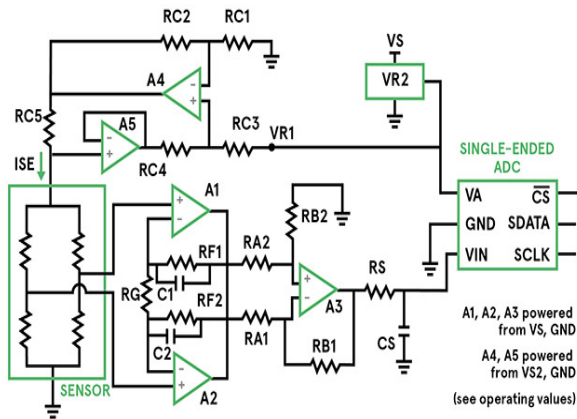 RC2
RC1
VS
VR2
A4
RC5
A5
RC4
RC3
VR1
ISE
SINGLE-ENDED
ADC
VA
CS
GND
SDATA
VIN
SCLK
A1
RB2
RF1
RA2
C1
RG
RF2
A3
RS
C2
RA1
RB1
CS
A2
SENSOR
A1, A2, A3 powered
from VS, GND
A4, A5 powered
from VS2, GND
(see operating values)